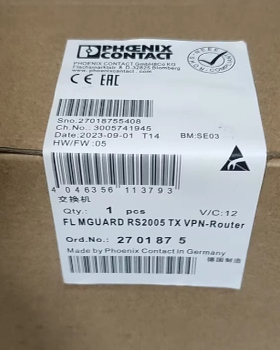 PHOENIX
CONTACT
PHOENIX CONTACT GmbH&Co KG
Flachsmarktstr. 8, D-32825 Blomberg
www.phoenixcontact.com
CE EAC
WEEE
Sno.:27018755408
Ch.No.: 3005741945
Date:2023-09-01 T14 BM:SE03
HW/FW :05
4 046356 113793
交换机
Qty.: 1 pcs V/C:12
FL MGUARD RS2005 TX VPN-Router
Ord.No.: 27 0187 5
Made by Phoenix Contact in Germany
德国制造